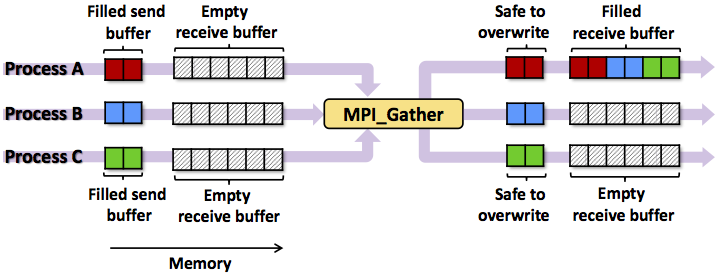 Filled send
buffer
Empty
receive buffer
Safe to
overwrite
Filled
receive buffer
Process A
Process B
MPI_Gather
Process C
Filled send
buffer
Empty
receive buffer
Safe to
overwrite
Empty
receive buffer
Memory